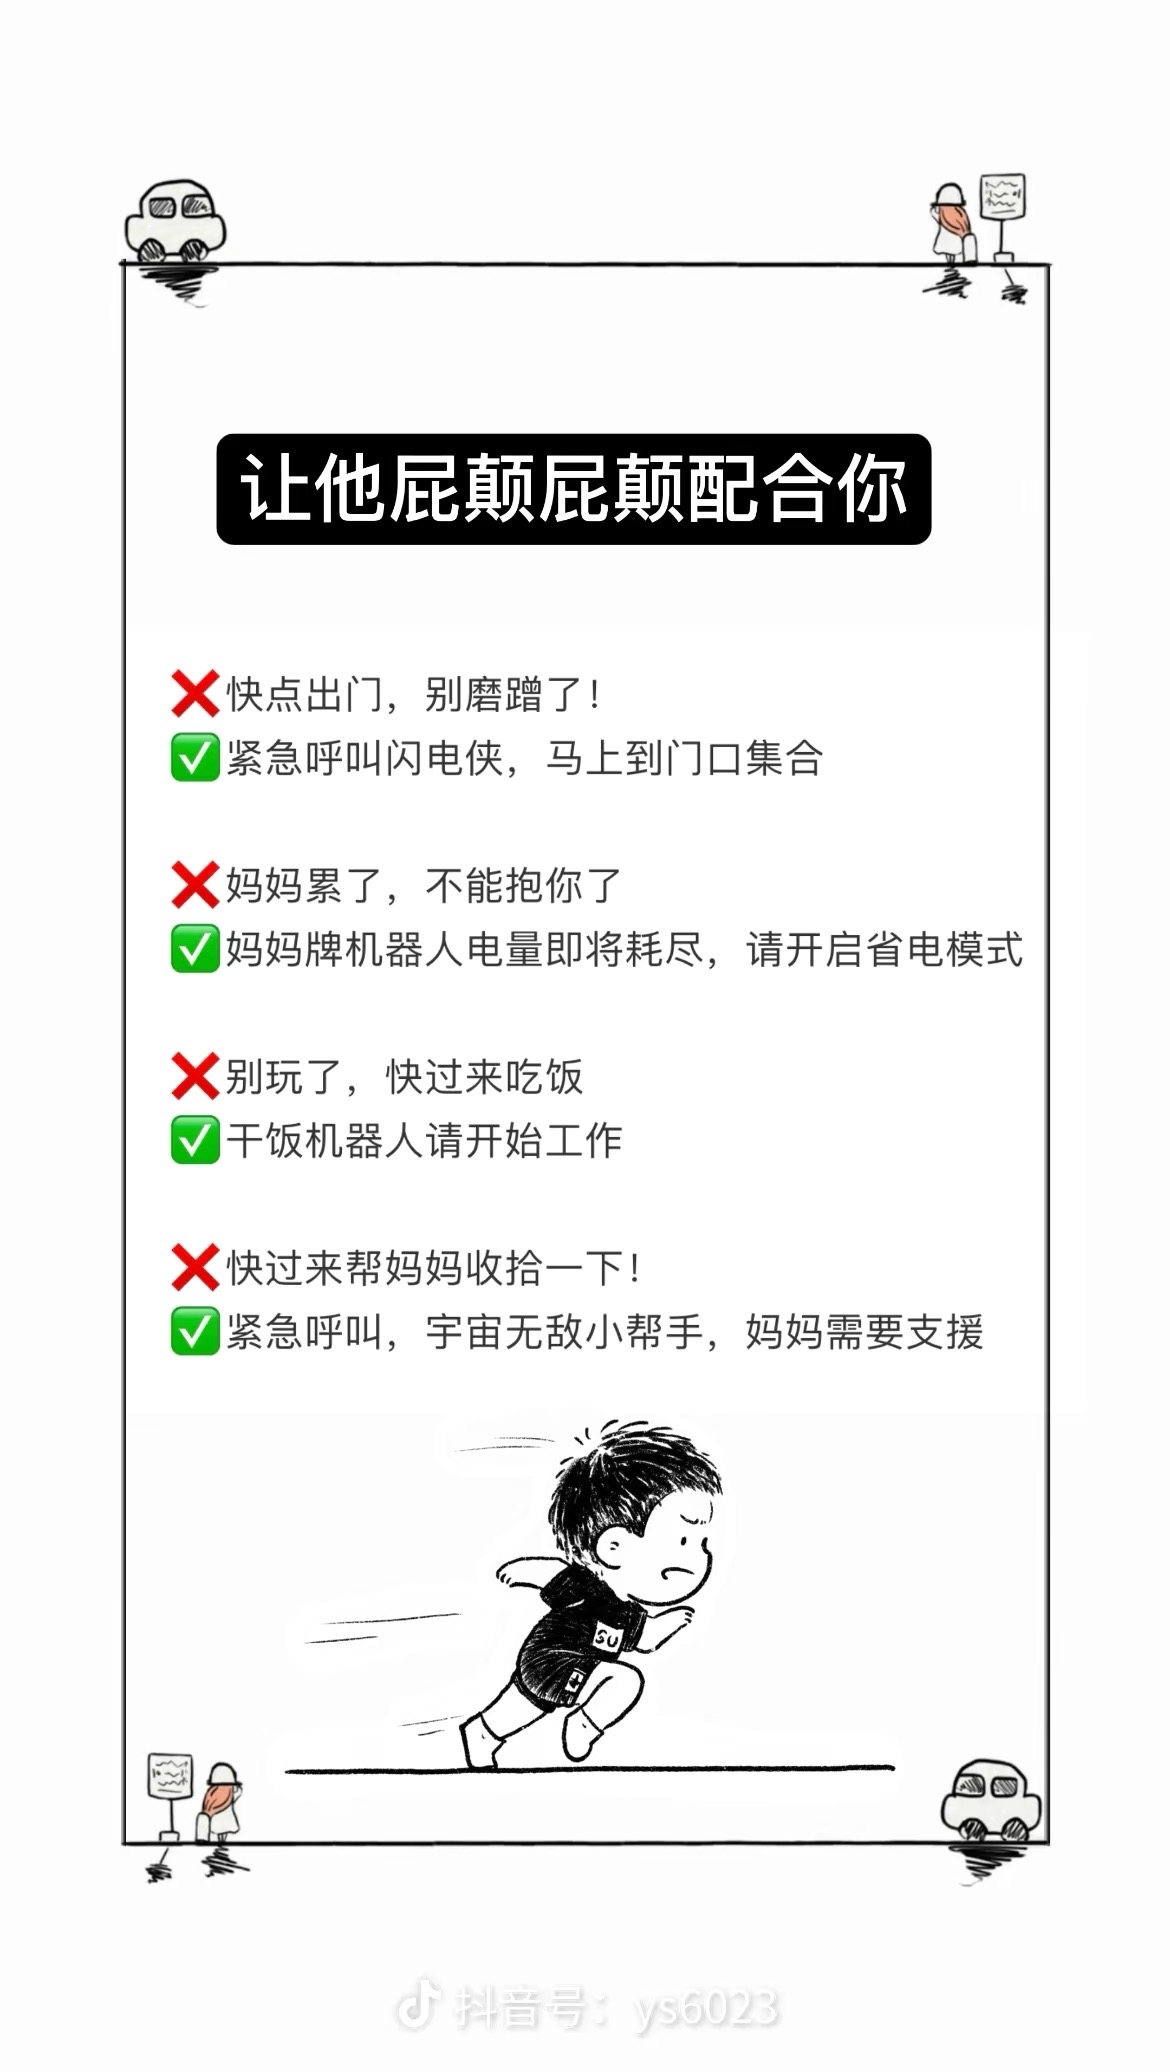 让他屁颠屁颠配合你
❌快点出门，别磨蹭了！
✅紧急呼叫闪电侠，马上到门口集合
❌妈妈累了，不能抱你了
✅妈妈牌机器人电量即将耗尽，请开启省电模式
❌别玩了，快过来吃饭
✅干饭机器人请开始工作
❌快过来帮妈妈收拾一下！
✅紧急呼叫，宇宙无敌小帮手，妈妈需要支援
SU
抖音号：ys6023